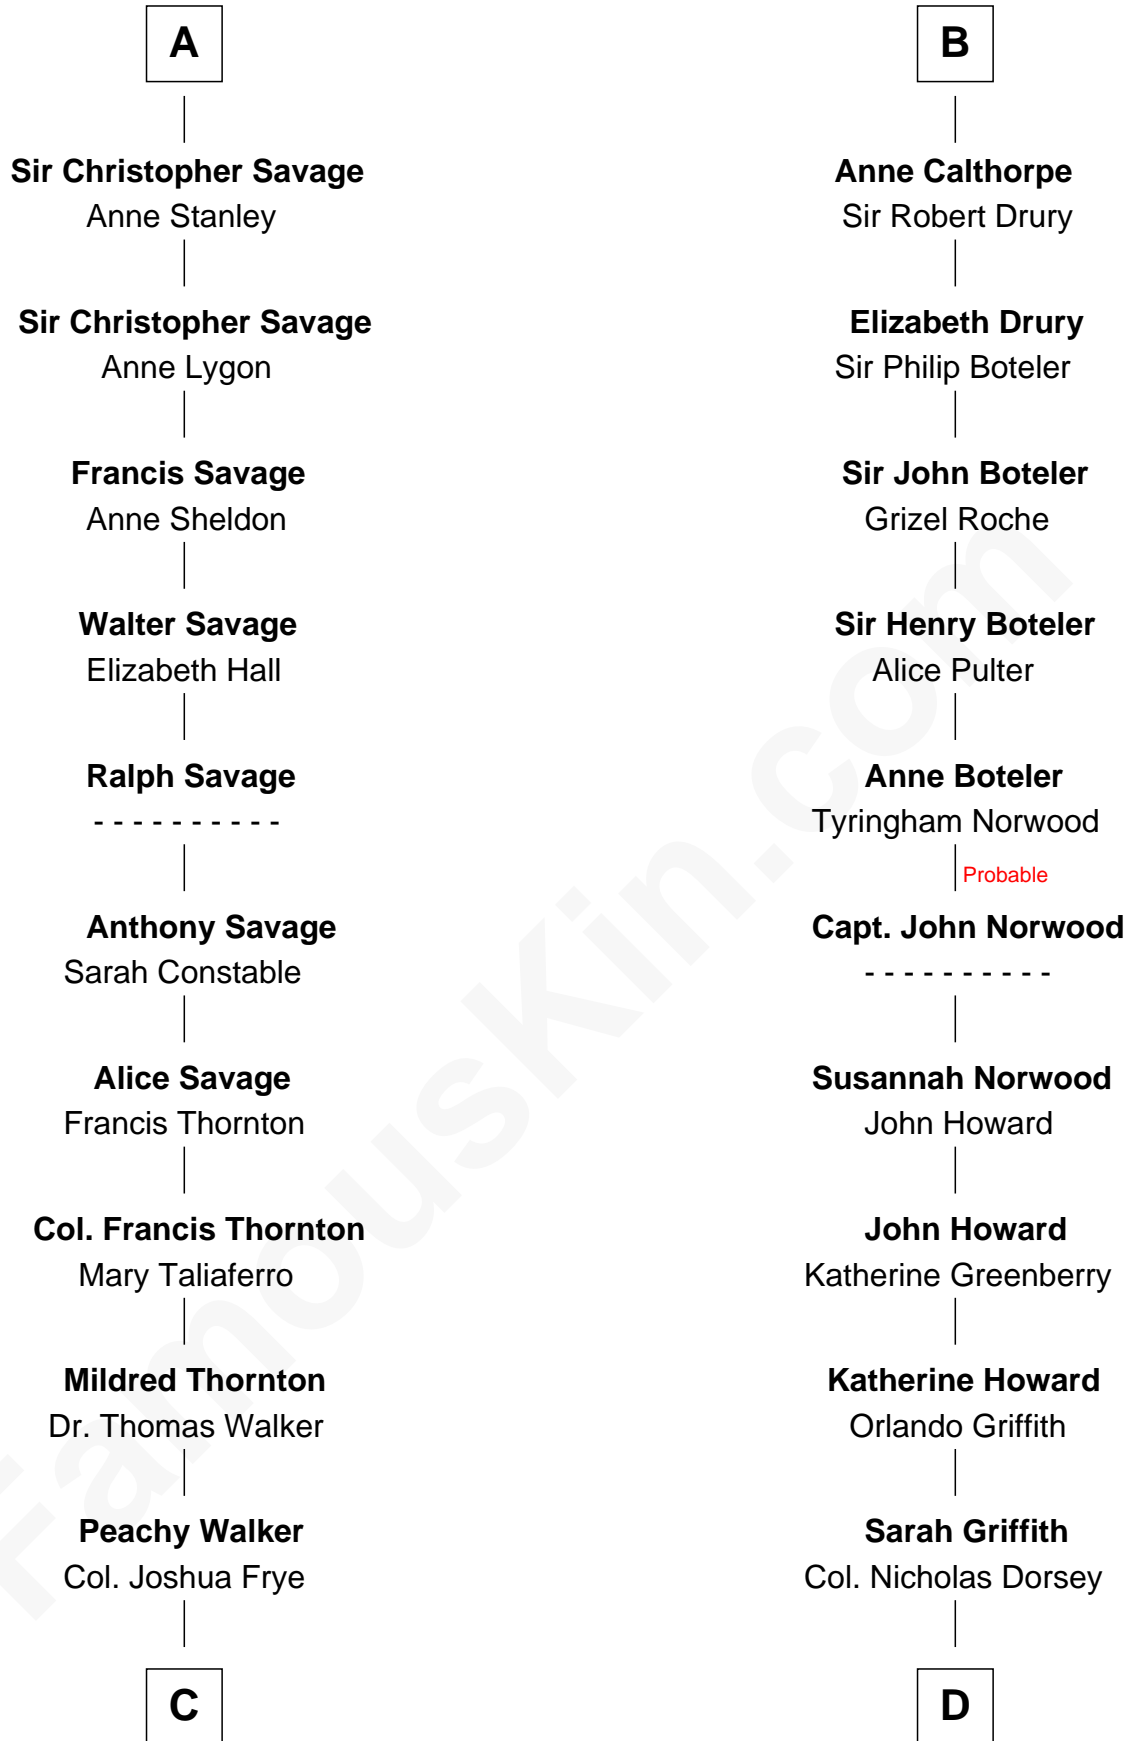 A
Sir Christopher Savage
Anne Stanley
Sir Christopher Savage
Anne Lygon
Francis Savage
Anne Sheldon
Walter Savage
Elizabeth Hall
Ralph Savage
- - - - - - - - - -
Anthony Savage
Sarah Constable
Alice Savage
Francis Thornton
Col. Francis Thornton
Mary Taliaferro
Mildred Thornton
Dr. Thomas Walker
Peachy Walker
Col. Joshua Frye
C
B
Anne Calthorpe
Sir Robert Drury
Elizabeth Drury
Sir Philip Boteler
Sir John Boteler
Grizel Roche
Sir Henry Boteler
Alice Pulter
Anne Boteler
Tyringham Norwood
Probable
Capt. John Norwood
- - - - - - - - - -
Susannah Norwood
John Howard
John Howard
Katherine Greenberry
Katherine Howard
Orlando Griffith
Sarah Griffith
Col. Nicholas Dorsey
D
FamousKin.com